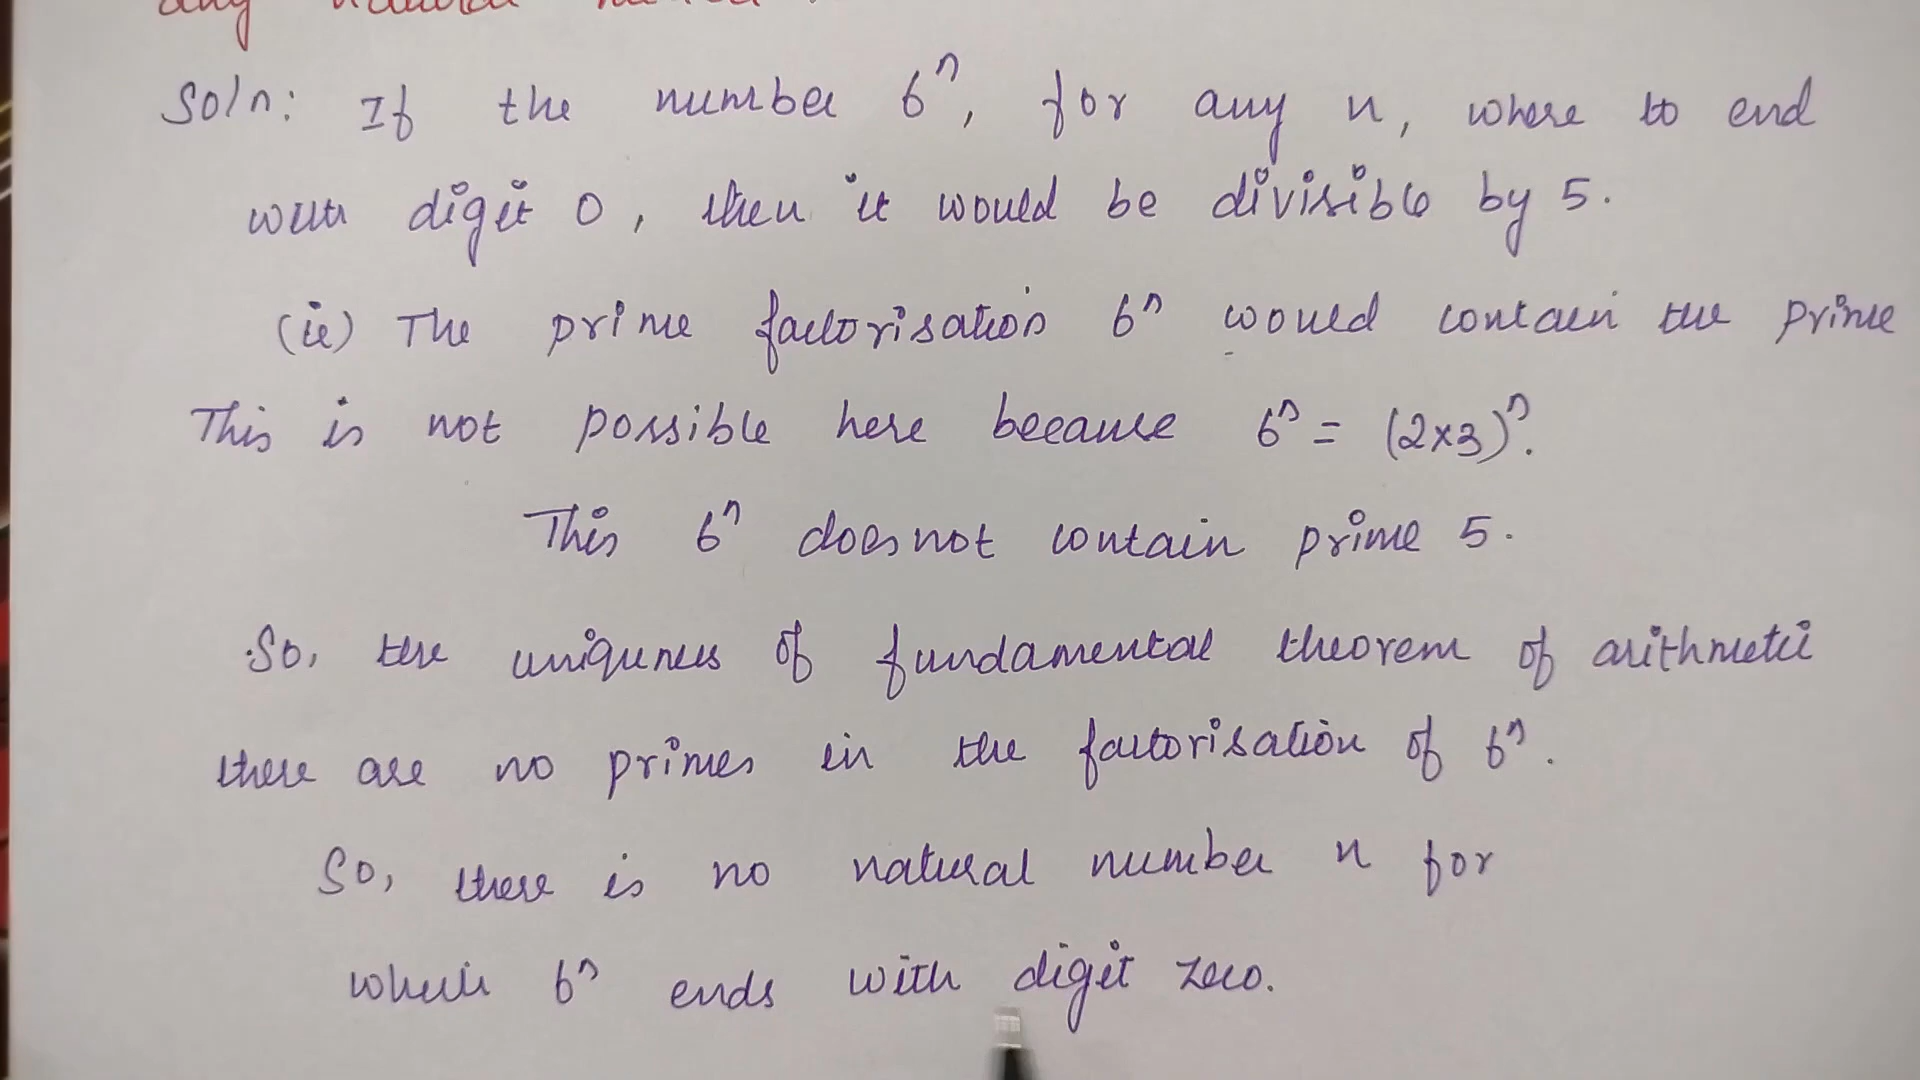 any natural
Soln: If the number 6ⁿ, for any n, where to end
with digit 0, then it would be divisible by 5.
(ie) The prime factorisation 6ⁿ would contain the prime
This is not possible here because 6ⁿ = (2x3)ⁿ.
This 6ⁿ does not contain prime 5.
So, the uniqueness of fundamental theorem of arithmetic
there are no primes in the factorisation of 6ⁿ.
So, there is no natural number n for
which 6ⁿ ends with digit zero.